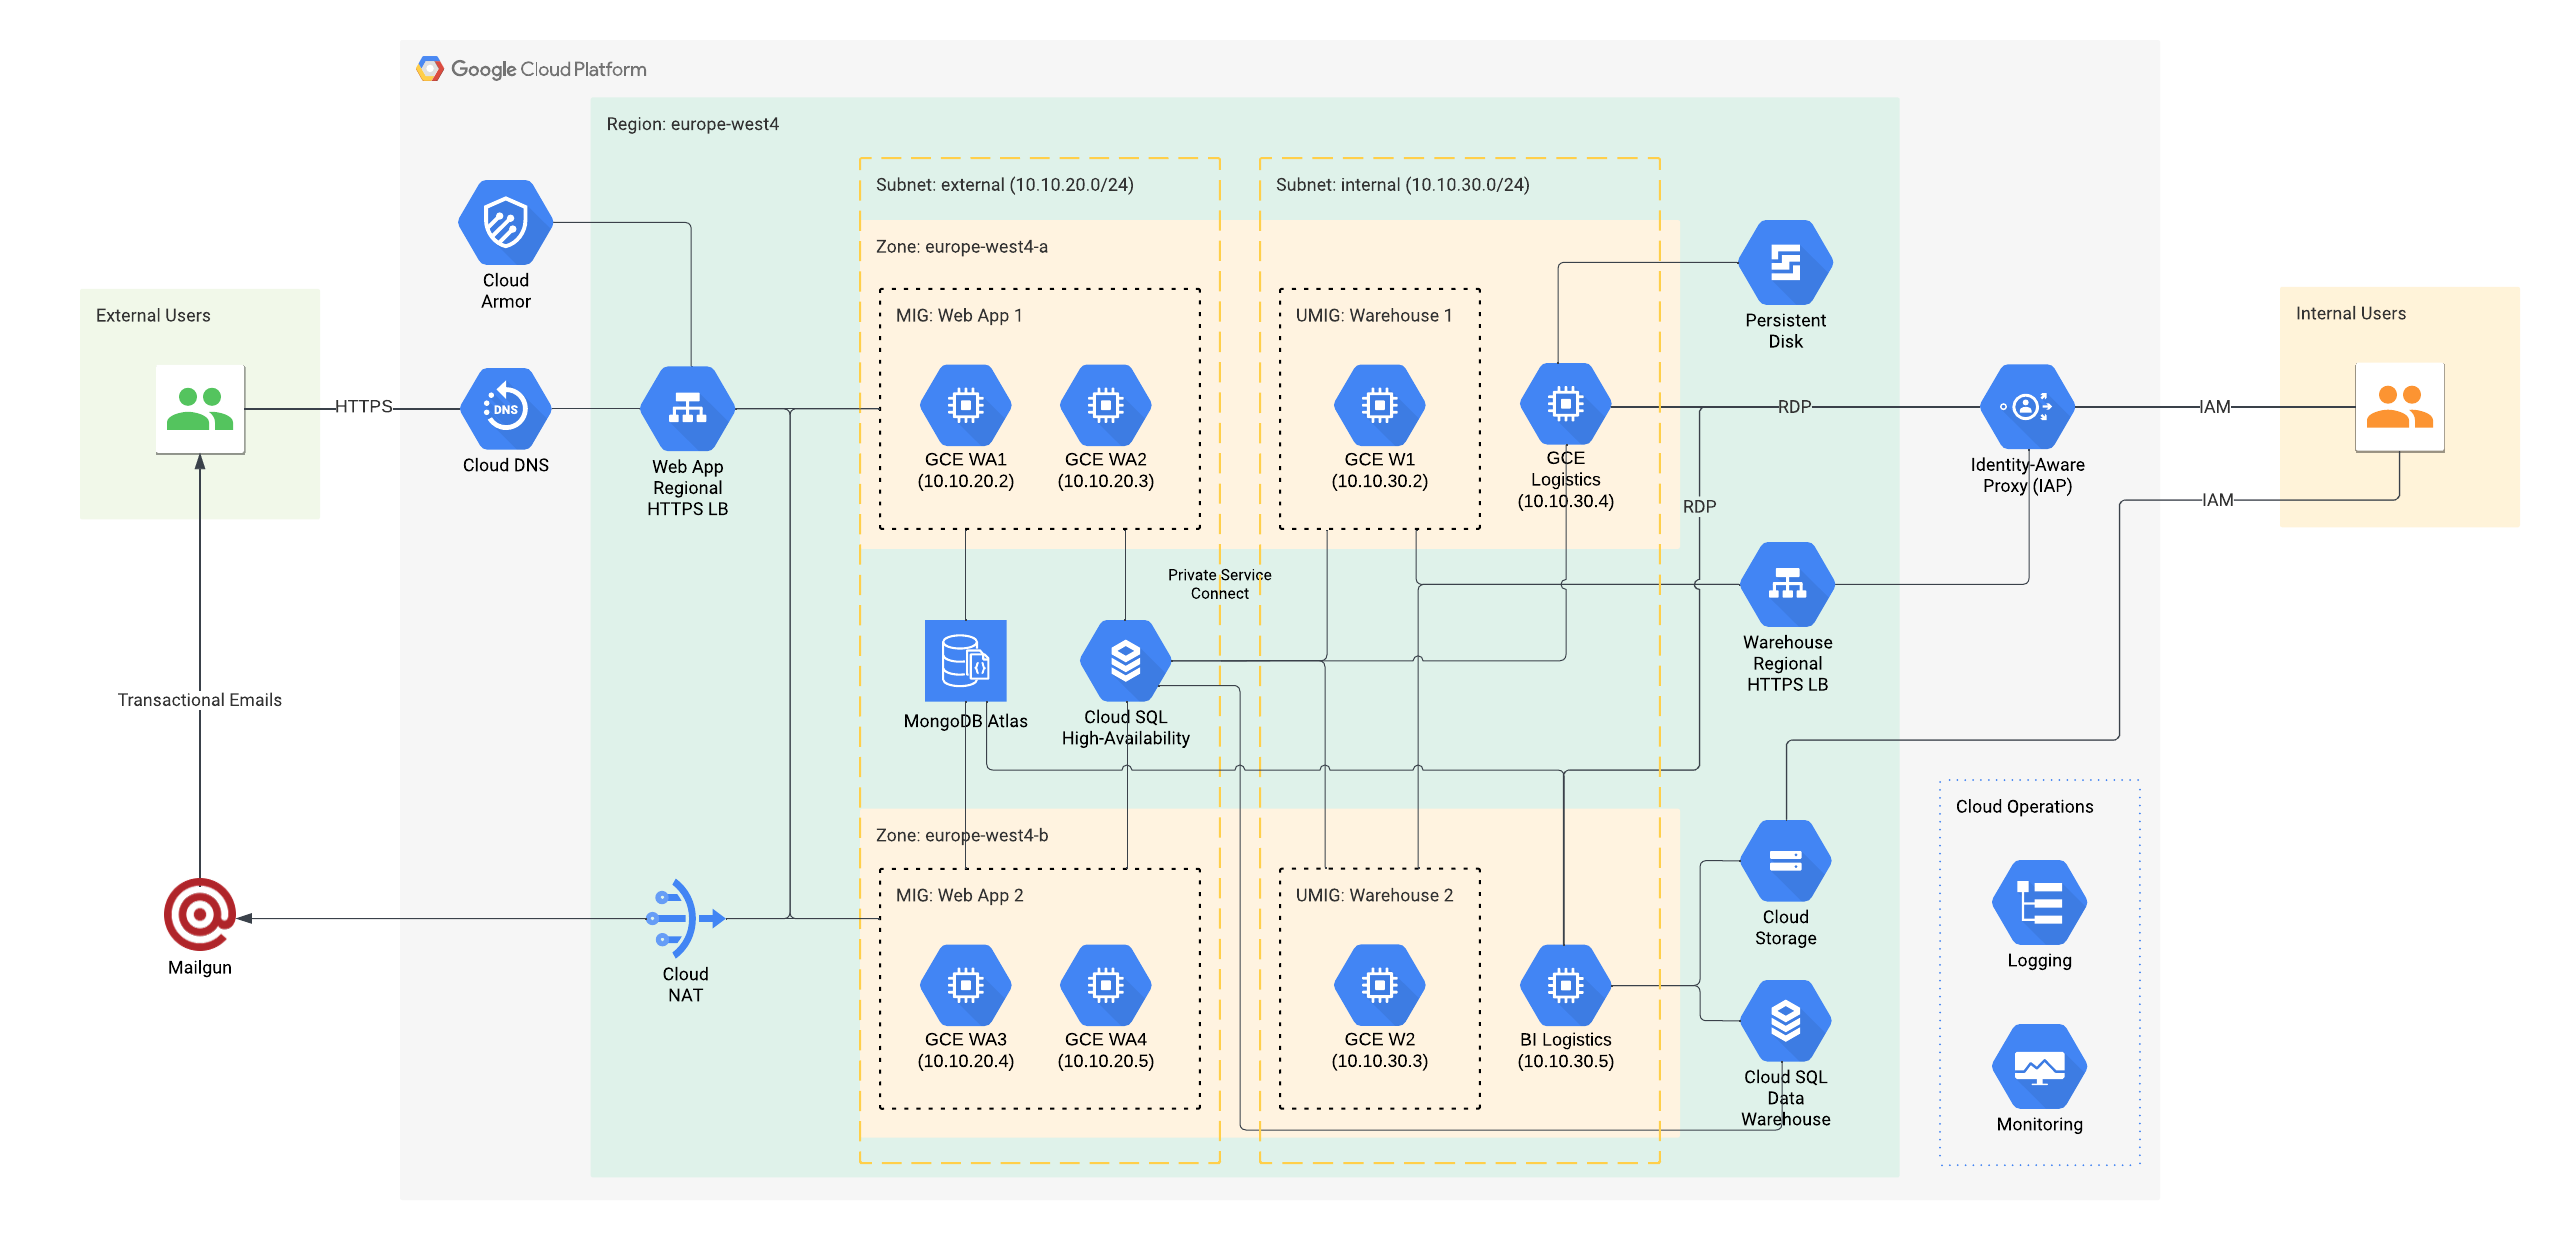 Google Cloud Platform
Region: europe-west4
Subnet: external (10.10.20.0/24)
Subnet: internal (10.10.30.0/24)
Zone: europe-west4-a
Cloud
Armor
Persistent
Disk
External Users
MIG: Web App 1
UMIG: Warehouse 1
Internal Users
HTTPS
DNS
RDP
IAM
Cloud DNS
Web App
Regional
HTTPS LB
GCE WA1
(10.10.20.2)
GCE WA2
(10.10.20.3)
GCE W1
(10.10.30.2)
GCE
Logistics
(10.10.30.4)
Identity-Aware
Proxy (IAP)
RDP
IAM
Private Service
Connect
Warehouse
Regional
HTTPS LB
Transactional Emails
MongoDB Atlas
Cloud SQL
High-Availability
Cloud Operations
Zone: europe-west4-b
MIG: Web App 2
UMIG: Warehouse 2
Cloud
Storage
Logging
Mailgun
Cloud
NAT
GCE WA3
(10.10.20.4)
GCE WA4
(10.10.20.5)
GCE W2
(10.10.30.3)
BI Logistics
(10.10.30.5)
Cloud SQL
Data
Warehouse
Monitoring